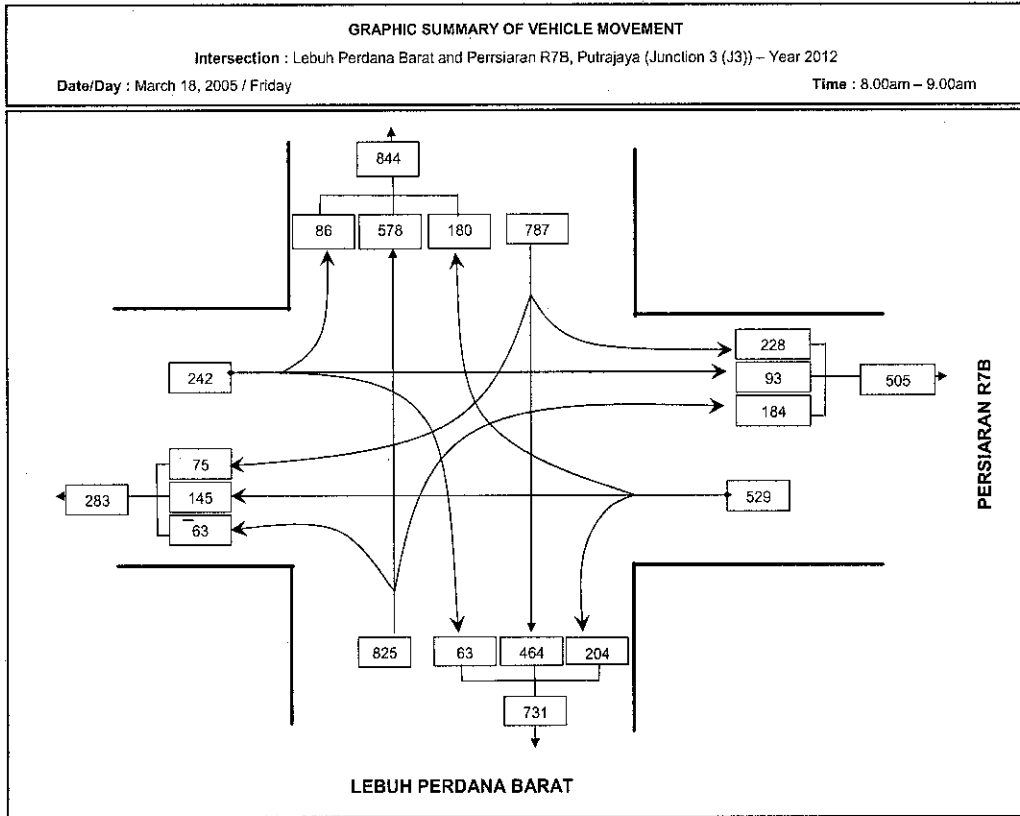 GRAPHIC SUMMARY OF VEHICLE MOVEMENT
Intersection : Lebuh Perdana Barat and Perrsiaran R7B, Putrajaya (Junction 3 (J3)) – Year 2012
Date/Day : March 18, 2005 / Friday Time : 8.00am – 9.00am
844
86 578 180 787
228
242 93 505
184
75
283 145 529
63
825 63 464 204
731
PERSIARAN R7B
LEBUH PERDANA BARAT